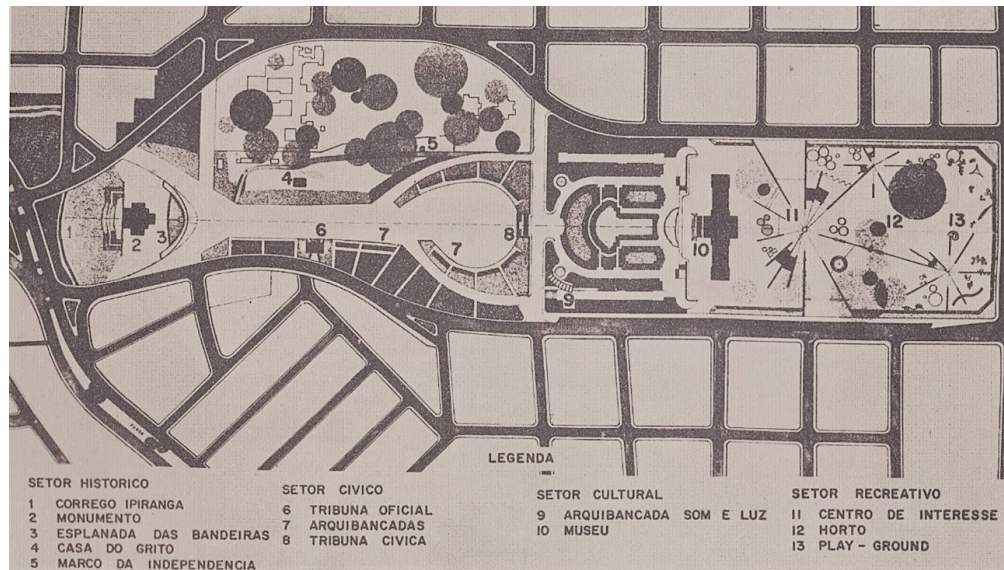 1
2
3
4
5
6
7
7
8
9
10
11
12
13
LEGENDA
SETOR HISTORICO
1 CORREGO IPIRANGA
2 MONUMENTO
3 ESPLANADA DAS BANDEIRAS
4 CASA DO GRITO
5 MARCO DA INDEPENDENCIA
SETOR CIVICO
6 TRIBUNA OFICIAL
7 ARQUIBANCADAS
8 TRIBUNA CIVICA
SETOR CULTURAL
9 ARQUIBANCADA SOM E LUZ
10 MUSEU
SETOR RECREATIVO
11 CENTRO DE INTERESSE
12 HORTO
13 PLAY - GROUND